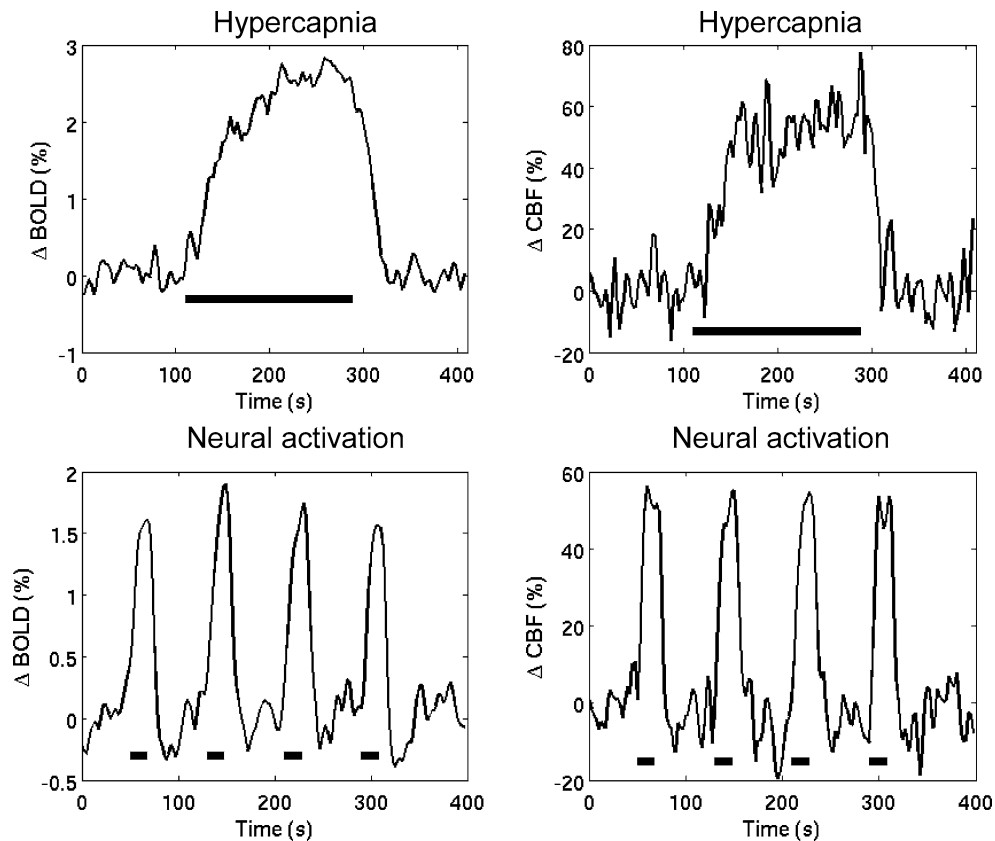 Hypercapnia
Δ BOLD (%)
3
2
1
0
-1
0 100 200 300 400
Time (s)
Hypercapnia
Δ CBF (%)
80
60
40
20
0
-20
0 100 200 300 400
Time (s)
Neural activation
Δ BOLD (%)
2
1.5
1
0.5
0
-0.5
0 100 200 300 400
Time (s)
Neural activation
Δ CBF (%)
60
40
20
0
-20
0 100 200 300 400
Time (s)